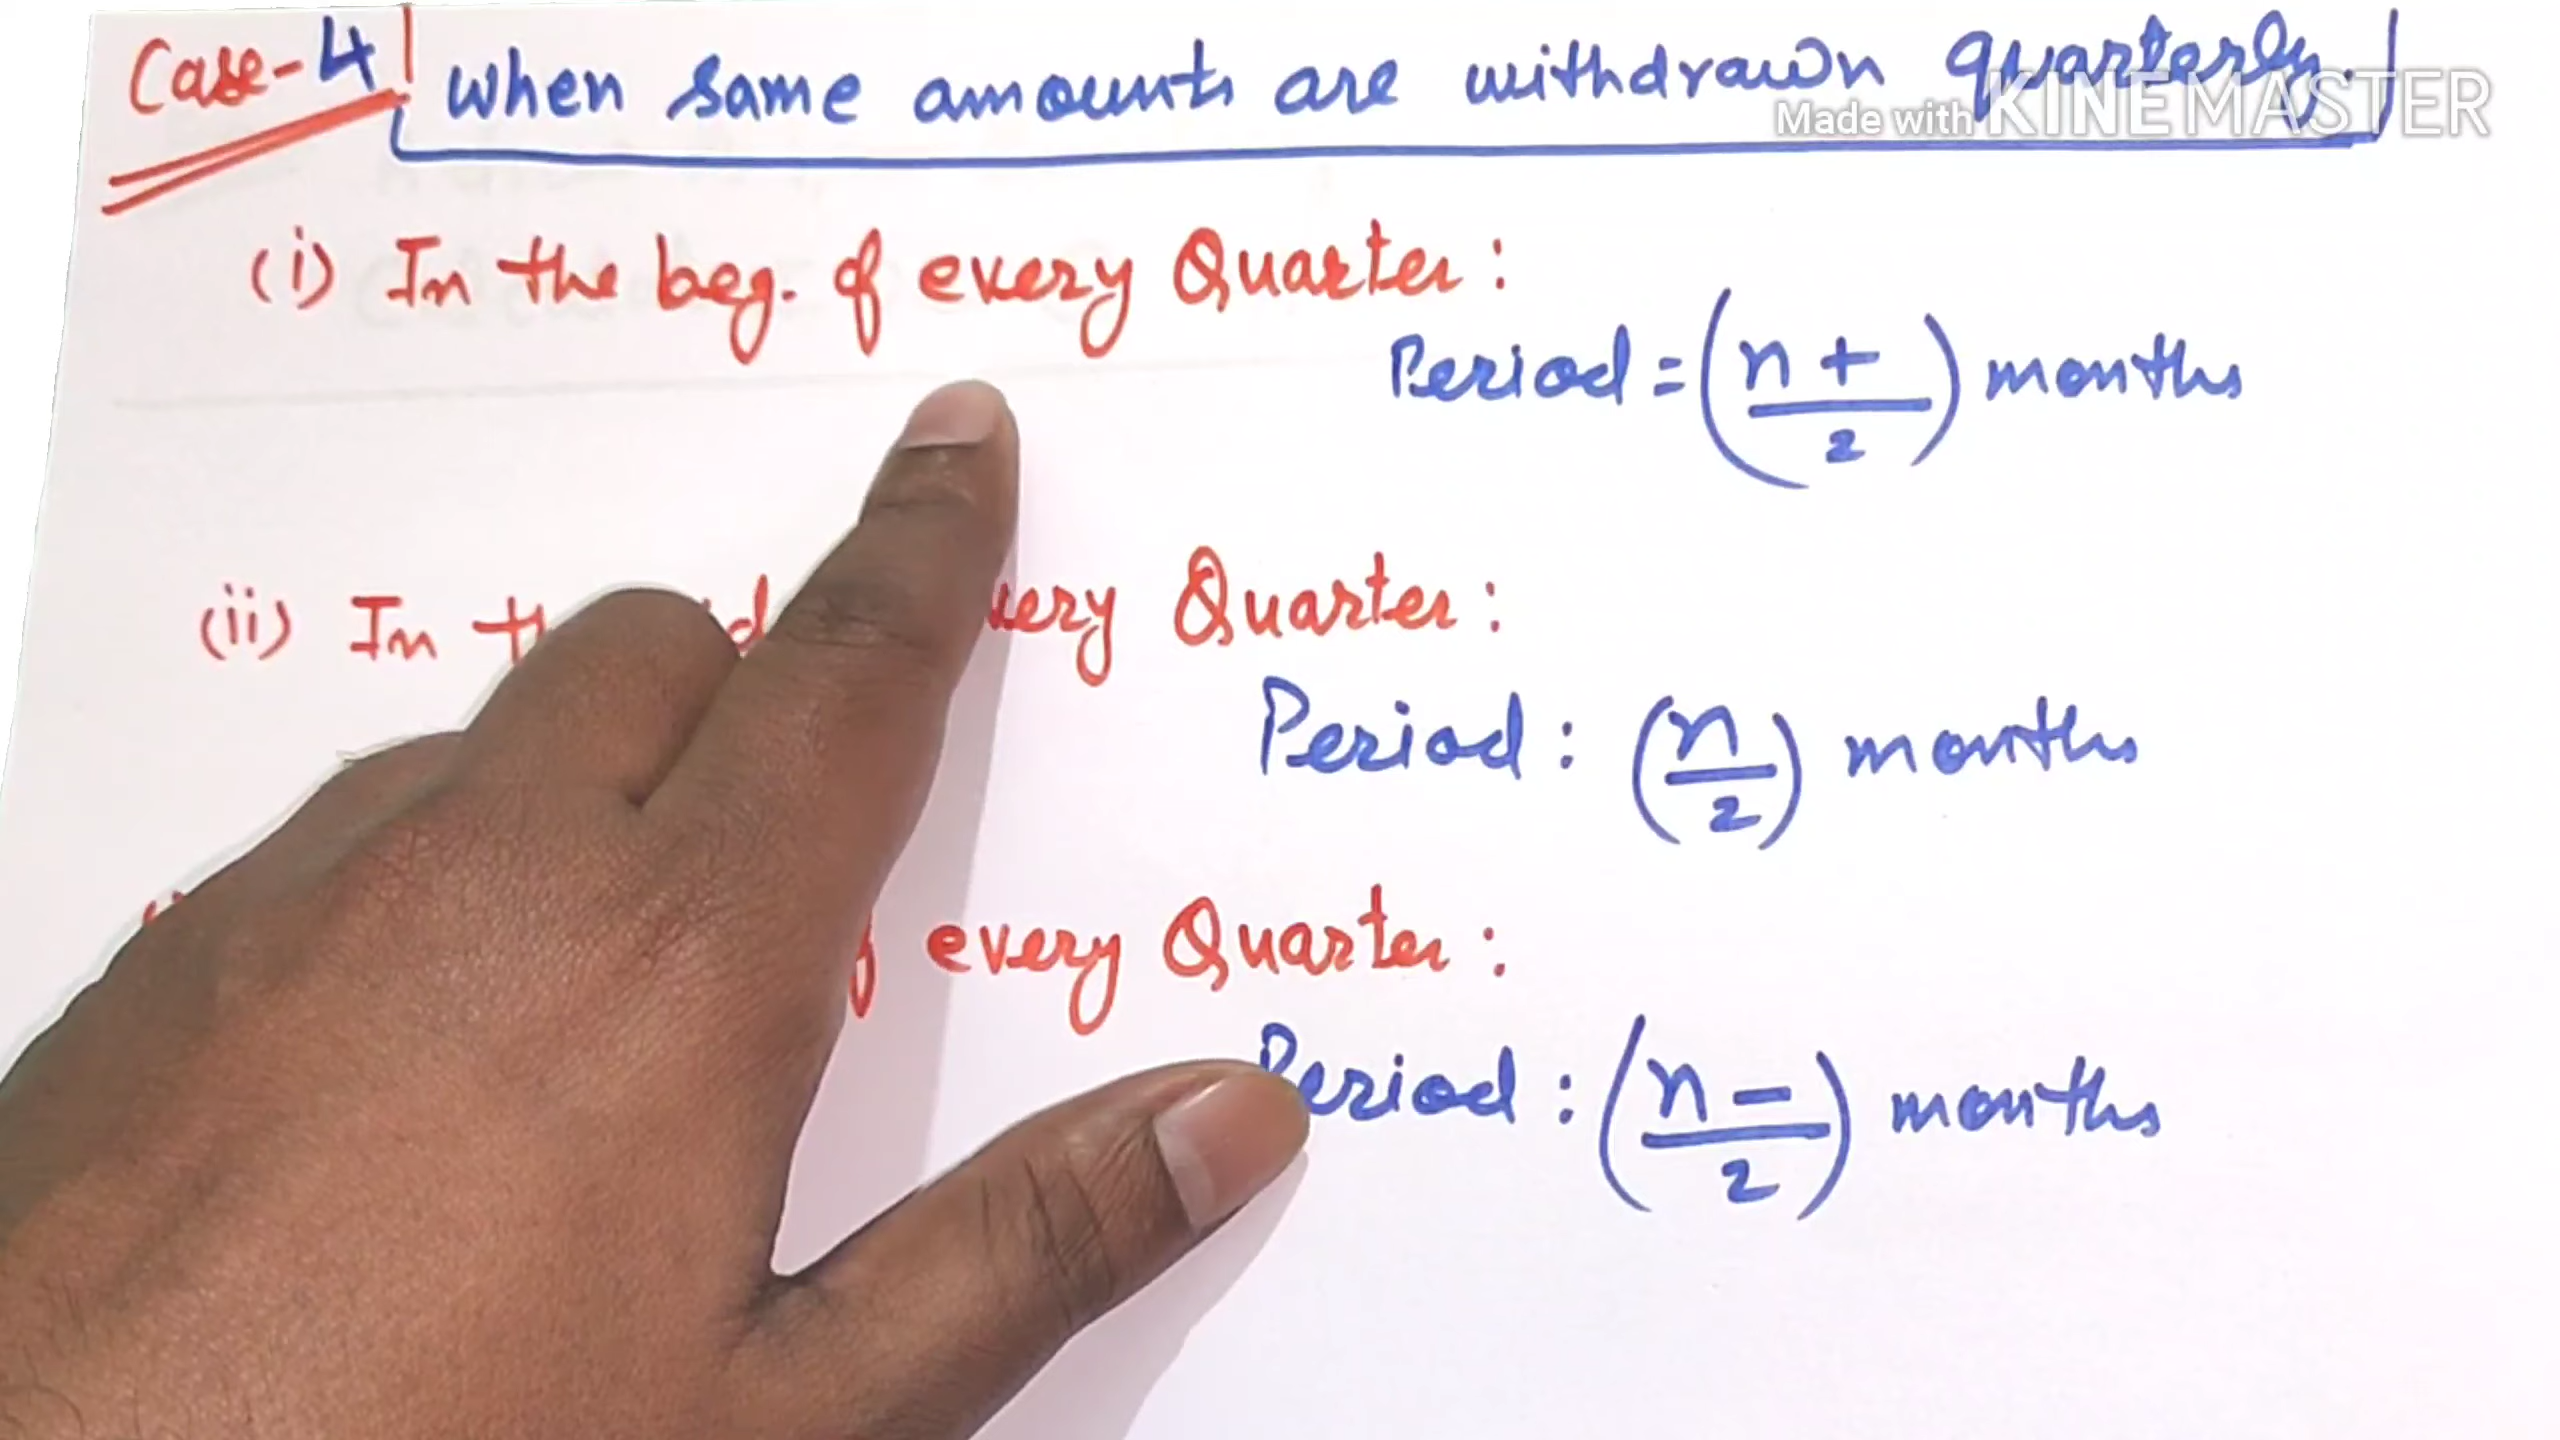 Case-4 When same amounts are withdrawn quarterly.
Made with KINEMASTER
(i) In the beg. of every Quarter:
Period = (n + / 2) months
(ii) In every Quarter:
Period : (n / 2) months
every Quarter:
Period : (n - / 2) months